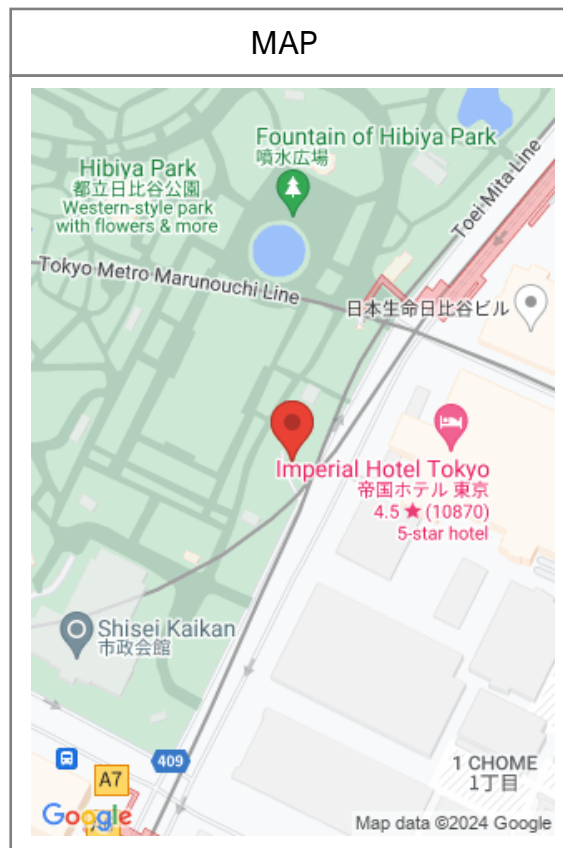 MAP
Fountain of Hibiya Park
噴水広場
Hibiya Park
都立日比谷公園
Western-style park
with flowers & more
Toei Mita Line
Tokyo Metro Marunouchi Line
日本生命日比谷ビル
Imperial Hotel Tokyo
帝国ホテル 東京
4.5 ★ (10870)
5-star hotel
Shisei Kaikan
市政会館
409
1 CHOME
1丁目
A7
Google
Map data ©2024 Google